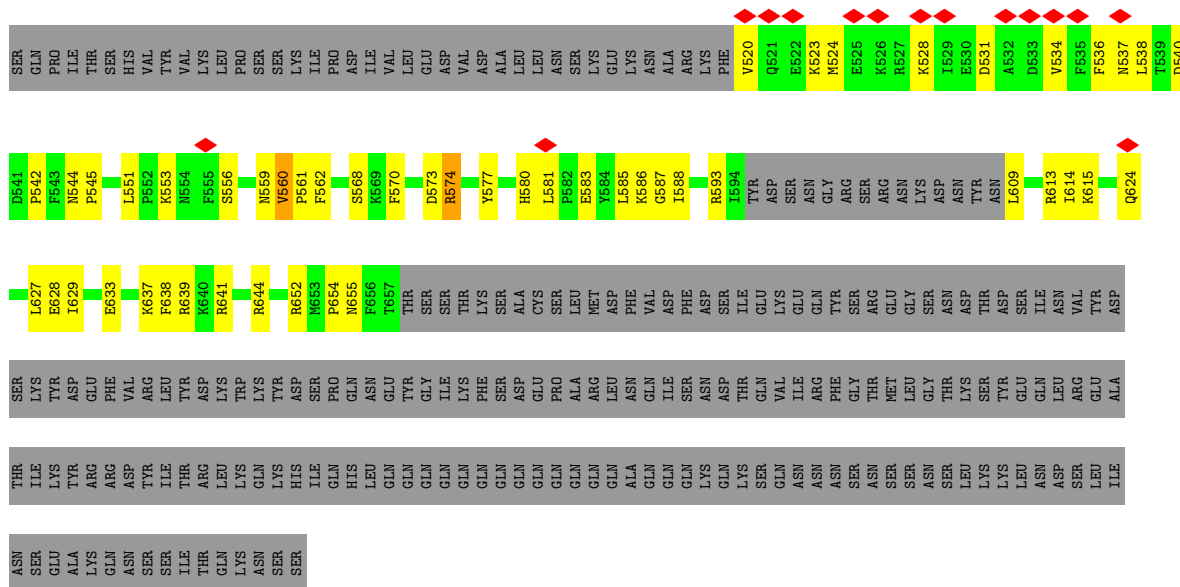 SER GLN PRO ILE THR SER HIS VAL TYR VAL LYS LEU PRO SER SER LYS ILE PRO ASP ILE VAL LEU GLU ASP VAL ASP ALA LEU LEU ASN SER LYS GLU LYS ASN ALA ARG LYS PHE V520 Q521 E522 K523 M524 E525 K526 R527 K528 I529 E530 D531 A532 D533 V534 F535 F536 N537 L538 T539 D540
D541 P542 F543 N544 P545 L551 P552 K553 N554 F555 S556 N559 V560 P561 F562 S568 K569 F570 D573 R574 Y577 H580 L581 P582 E583 Y584 L585 K586 G587 I588 R593 I594 TYR ASP SER ASN GLY ARG SER ARG ASN LYS ASP ASN TYR ASN L609 R613 I614 K615 Q624
L627 E628 I629 E633 K637 F638 R639 K640 R641 R644 R652 M653 P654 N655 F656 T657 THR SER SER THR LYS SER ALA CYS SER LEU MET ASP PHE VAL ASP PHE ASP SER ILE GLU LYS GLU GLN TYR SER ARG GLU GLY SER ASN ASP THR ASP SER ILE ASN VAL TYR ASP
SER LYS TYR ASP GLU PHE VAL ARG LEU TYR ASP LYS TRP LYS TYR ASP SER PRO GLN ASN GLU TYR GLY ILE LYS PHE SER ASP GLU PRO ALA ARG LEU ASN GLN ILE SER ASN ASP THR GLN VAL ILE ARG PHE GLY THR MET LEU GLY THR LYS SER TYR GLU GLN LEU ARG GLU ALA
THR ILE LYS TYR ARG ARG ASP TYR ILE THR ARG LEU LYS GLN LYS HIS ILE GLN HIS LEU GLN GLN GLN GLN GLN GLN GLN GLN GLN GLN GLN GLN GLN ALA GLN GLN GLN LYS GLN LYS SER GLN ASN ASN ASN SER ASN SER SER ASN SER LEU LYS LYS LEU ASN ASP SER LEU ILE
ASN SER GLU ALA LYS GLN ASN SER SER ILE THR GLN LYS ASN SER SER